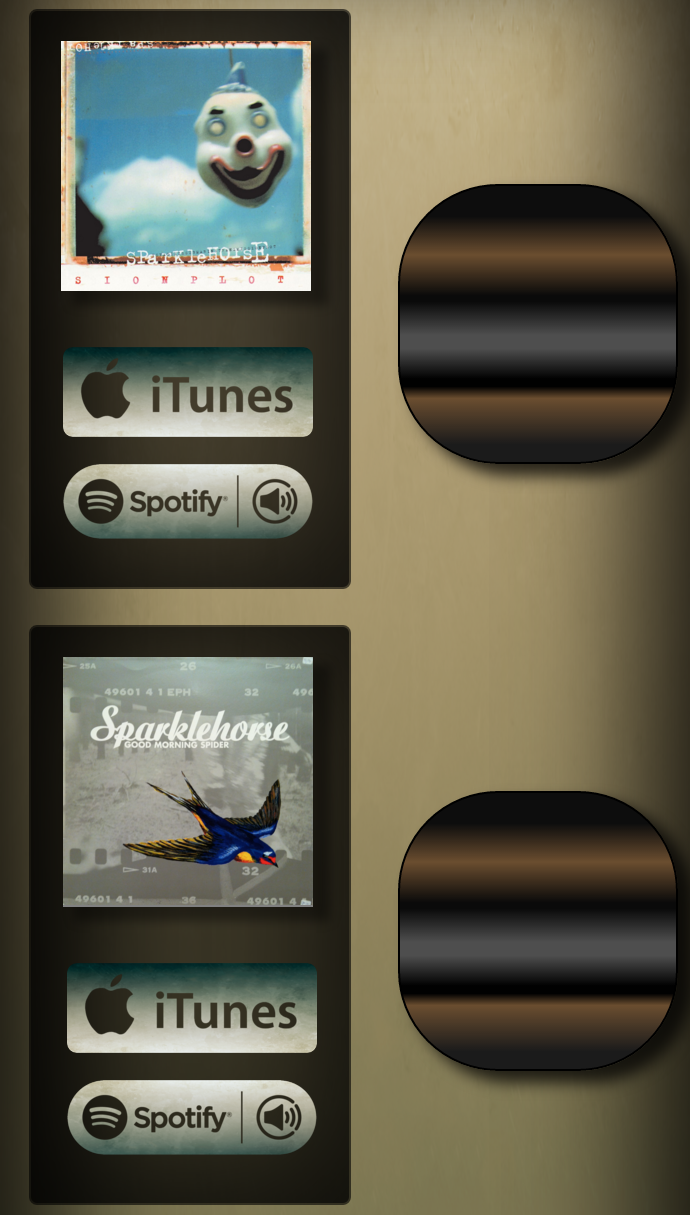 SParklehOrsE
S I O N P L O T
iTunes
Spotify®
25A 26 26A
49601 4 1 EPH 32 496
Sparklehorse
GOOD MORNING SPIDER
31A 32
49601 4 1 36 49601 4
iTunes
Spotify®